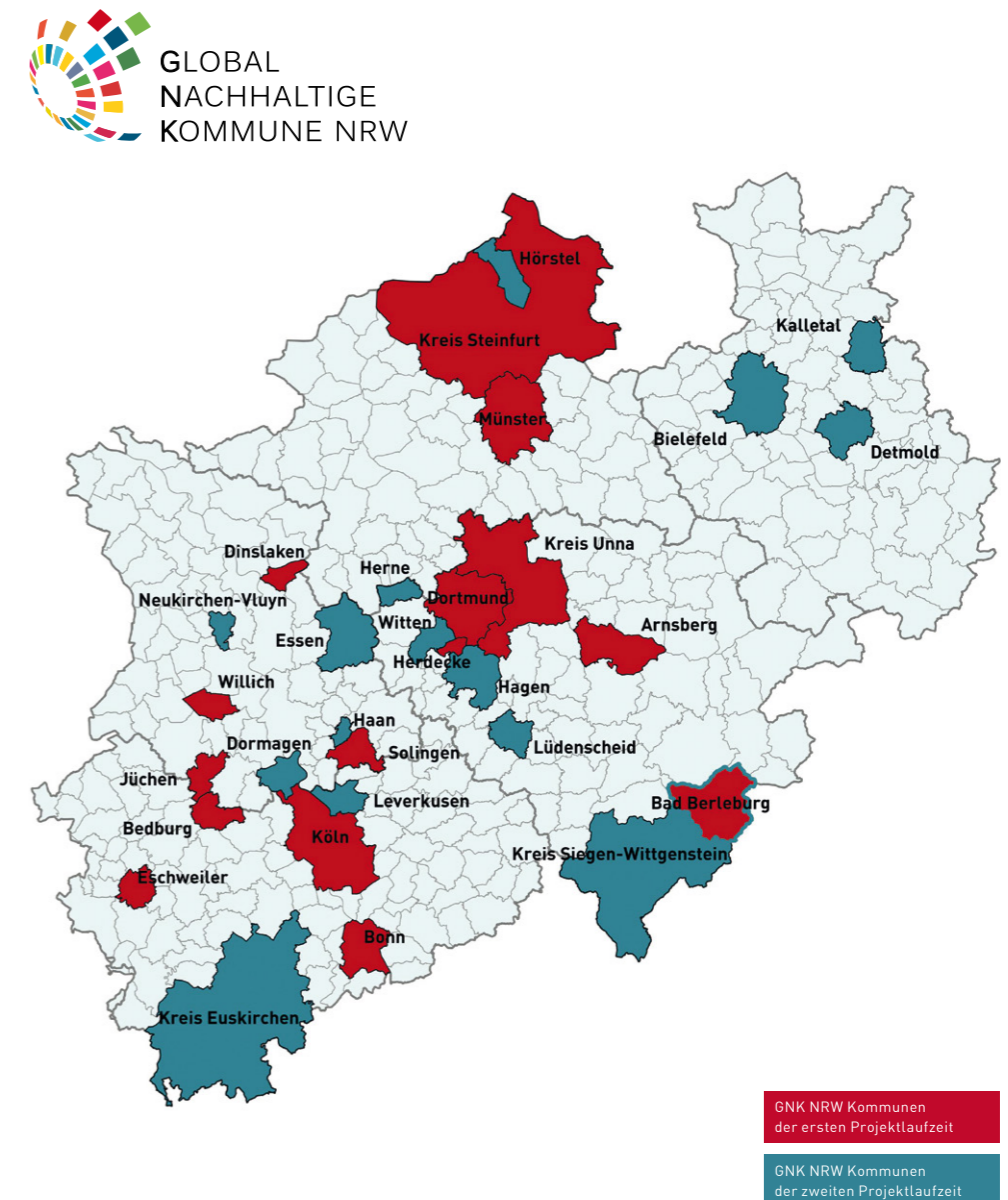 GLOBAL
NACHHALTIGE
KOMMUNE NRW
Hörstel
Kalletal
Kreis Steinfurt
Münster
Bielefeld
Detmold
Kreis Unna
Dinslaken
Herne
Neukirchen-Vluyn
Dortmund
Witten
Arnsberg
Essen
Herdecke
Willich
Hagen
Haan
Dormagen
Solingen
Lüdenscheid
Jüchen
Leverkusen
Bad Berleburg
Bedburg
Köln
Kreis Siegen-Wittgenstein
Eschweiler
Bonn
Kreis Euskirchen
GNK NRW Kommunen
der ersten Projektlaufzeit
GNK NRW Kommunen
der zweiten Projektlaufzeit